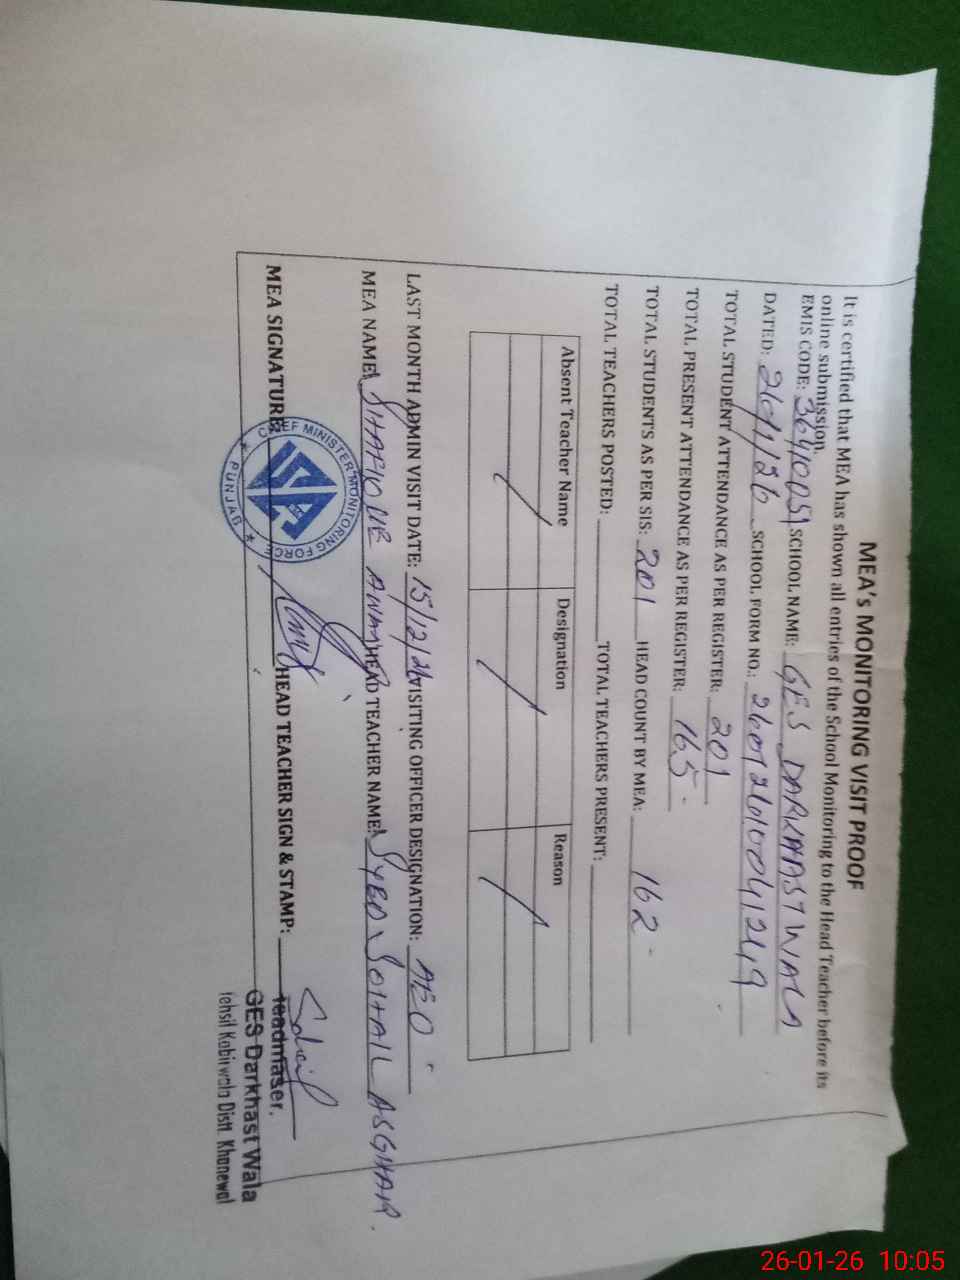 MEA's MONITORING VISIT PROOF
It is certified that MEA has shown all entries of the School Monitoring to the Head Teacher before its
online submission.
EMIS CODE: 36410051 SCHOOL NAME: GES DARKHAST WALA
DATED: 26/1/26 SCHOOL FORM NO.:
TOTAL STUDENT ATTENDANCE AS PER REGISTER: 201
TOTAL PRESENT ATTENDANCE AS PER REGISTER: 165
TOTAL STUDENTS AS PER SIS: 201 HEAD COUNT BY MEA: 162
TOTAL TEACHERS POSTED: TOTAL TEACHERS PRESENT:
Absent Teacher Name Designation Reason
LAST MONTH ADMIN VISIT DATE: 15/12/ VISITING OFFICER DESIGNATION: AEO
MEA NAME: SHAFIQUE AWAN HEAD TEACHER NAME: SYED SOHAIL ASGHAR.
MEA SIGNATURE: HEAD TEACHER SIGN & STAMP: Sohail
CHIEF MINISTER MONITORING FORCE
PUNJAB
Headmaser.
GES Darkhast Wala
Tehsil Kabirwala Distt. Khanewal
26-01-26 10:05